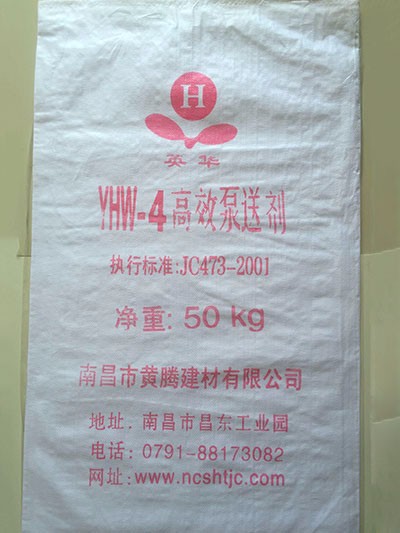 H
英华
YHW-4高效泵送剂
执行标准:JC473-2001
净重: 50 kg
南昌市黄腾建材有限公司
地址: 南昌市昌东工业园
电话: 0791-88173082
网址: www.ncshtjc.com